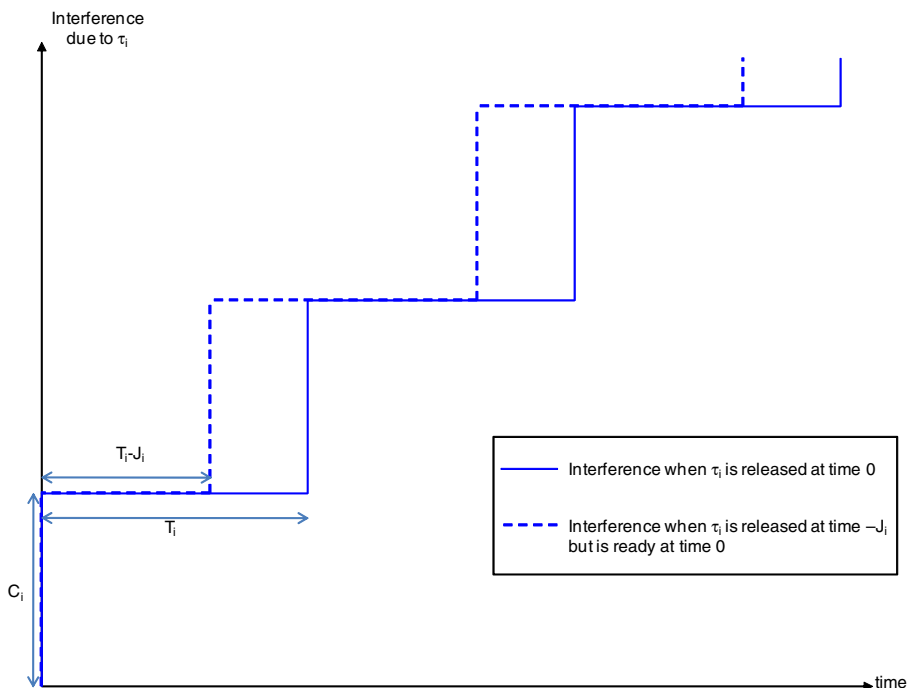 Interference
due to τi
Ti-Ji
Ti
Ci
Interference when τi is released at time 0
Interference when τi is released at time –Ji
but is ready at time 0
time